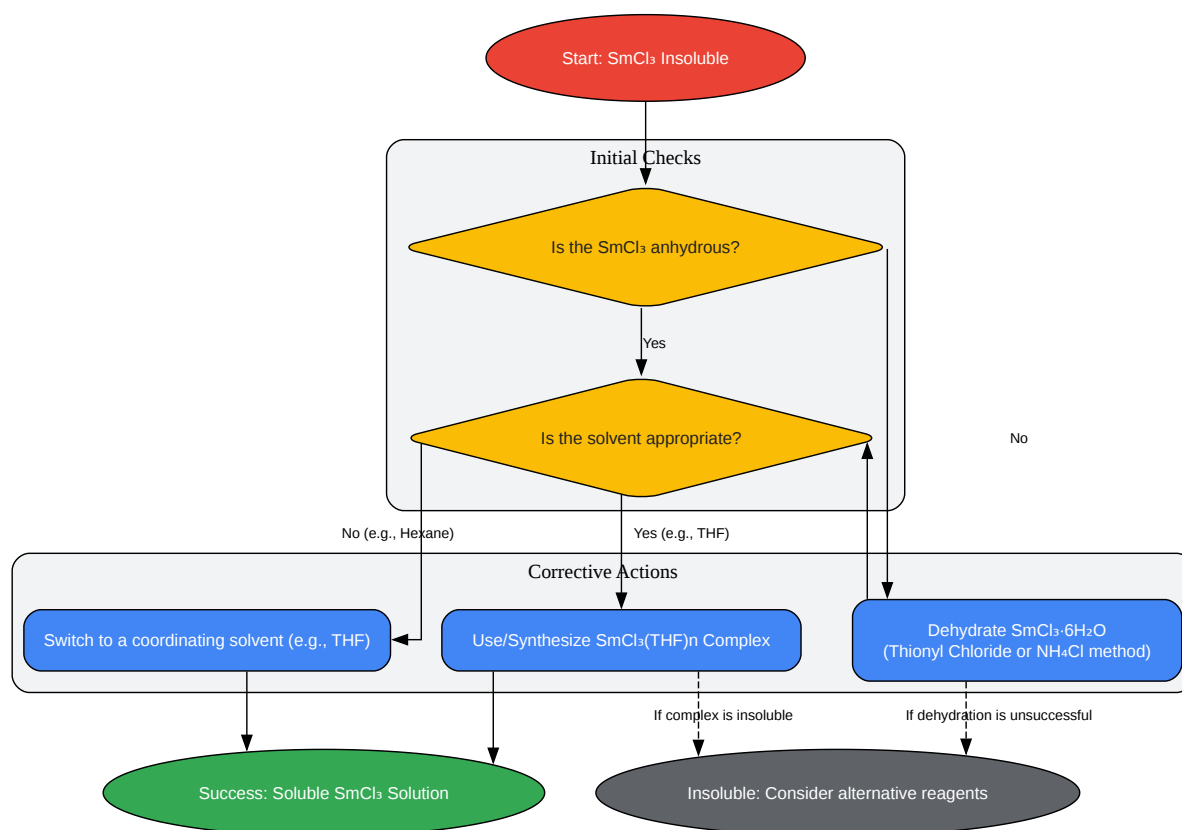 Start: SmCl₃ Insoluble
Initial Checks
Is the SmCl₃ anhydrous?
Yes
Is the solvent appropriate?
No
No (e.g., Hexane)
Yes (e.g., THF)
Corrective Actions
Switch to a coordinating solvent (e.g., THF)
Use/Synthesize SmCl₃(THF)n Complex
Dehydrate SmCl₃·6H₂O
(Thionyl Chloride or NH₄Cl method)
If complex is insoluble
If dehydration is unsuccessful
Success: Soluble SmCl₃ Solution
Insoluble: Consider alternative reagents